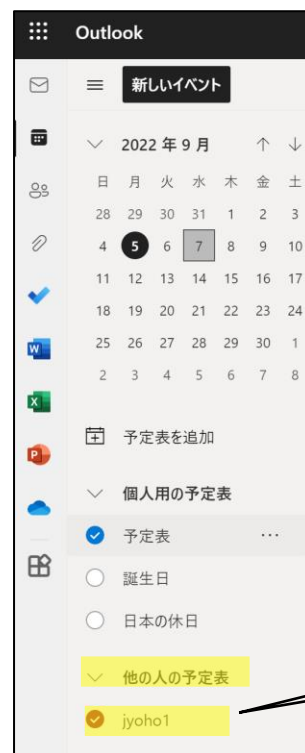 Outlook
新しいイベント
2022 年 9 月
日 月 火 水 木 金 土
28 29 30 31 1 2 3
4 5 6 7 8 9 10
11 12 13 14 15 16 17
18 19 20 21 22 23 24
25 26 27 28 29 30 1
2 3 4 5 6 7 8
予定表を追加
個人用の予定表
予定表 ...
誕生日
日本の休日
他の人の予定表
jyoho1